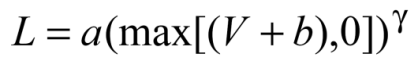 L = a(max[(V + b),0])^γ